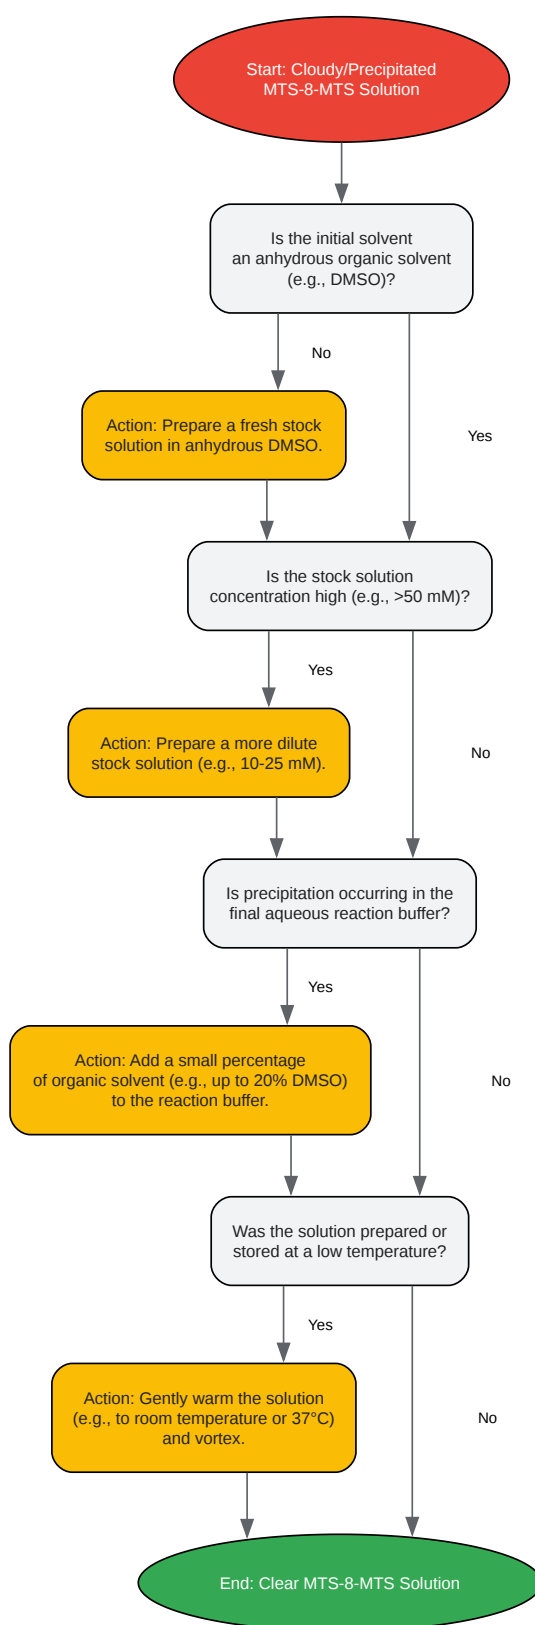 Start: Cloudy/Precipitated
MTS-8-MTS Solution
Is the initial solvent
an anhydrous organic solvent
(e.g., DMSO)?
No
Action: Prepare a fresh stock
solution in anhydrous DMSO.
Yes
Is the stock solution
concentration high (e.g., >50 mM)?
Yes
Action: Prepare a more dilute
stock solution (e.g., 10-25 mM).
No
Is precipitation occurring in the
final aqueous reaction buffer?
Yes
Action: Add a small percentage
of organic solvent (e.g., up to 20% DMSO)
to the reaction buffer.
No
Was the solution prepared or
stored at a low temperature?
Yes
Action: Gently warm the solution
(e.g., to room temperature or 37°C)
and vortex.
No
End: Clear MTS-8-MTS Solution